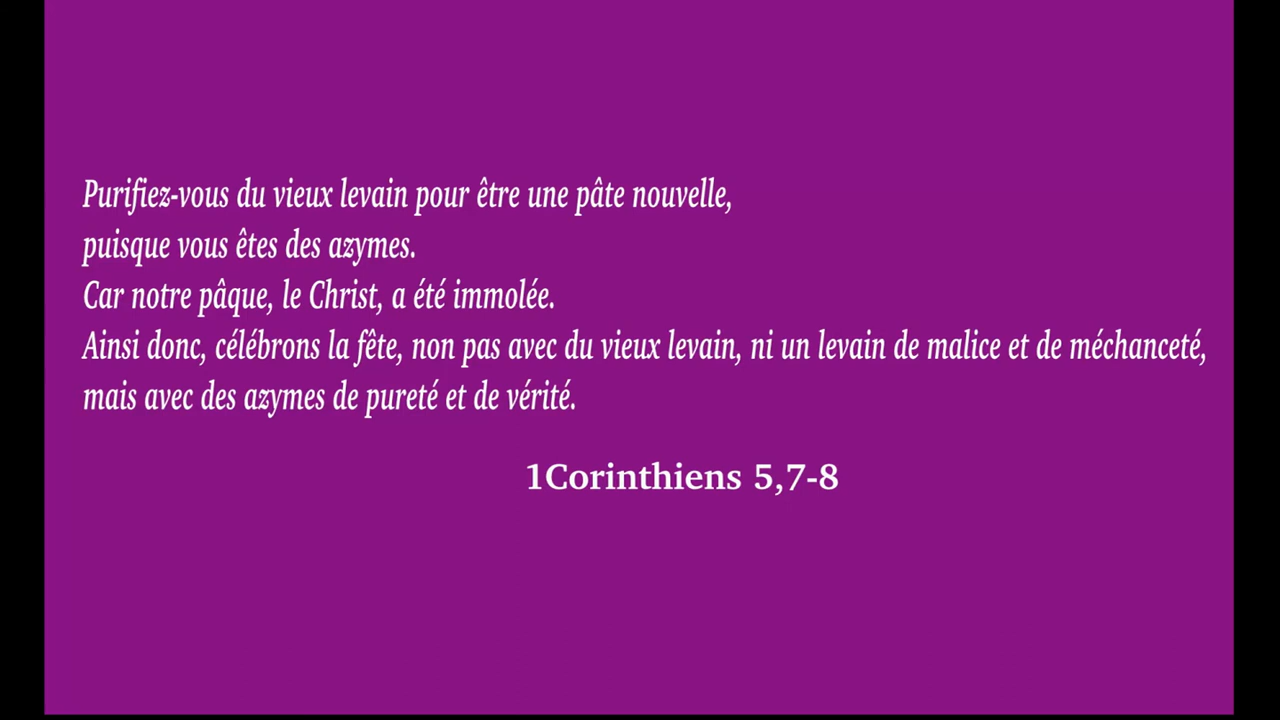 Purifiez-vous du vieux levain pour être une pâte nouvelle,
puisque vous êtes des azymes.
Car notre pâque, le Christ, a été immolée.
Ainsi donc, célébrons la fête, non pas avec du vieux levain, ni un levain de malice et de méchanceté,
mais avec des azymes de pureté et de vérité.
1Corinthiens 5,7-8